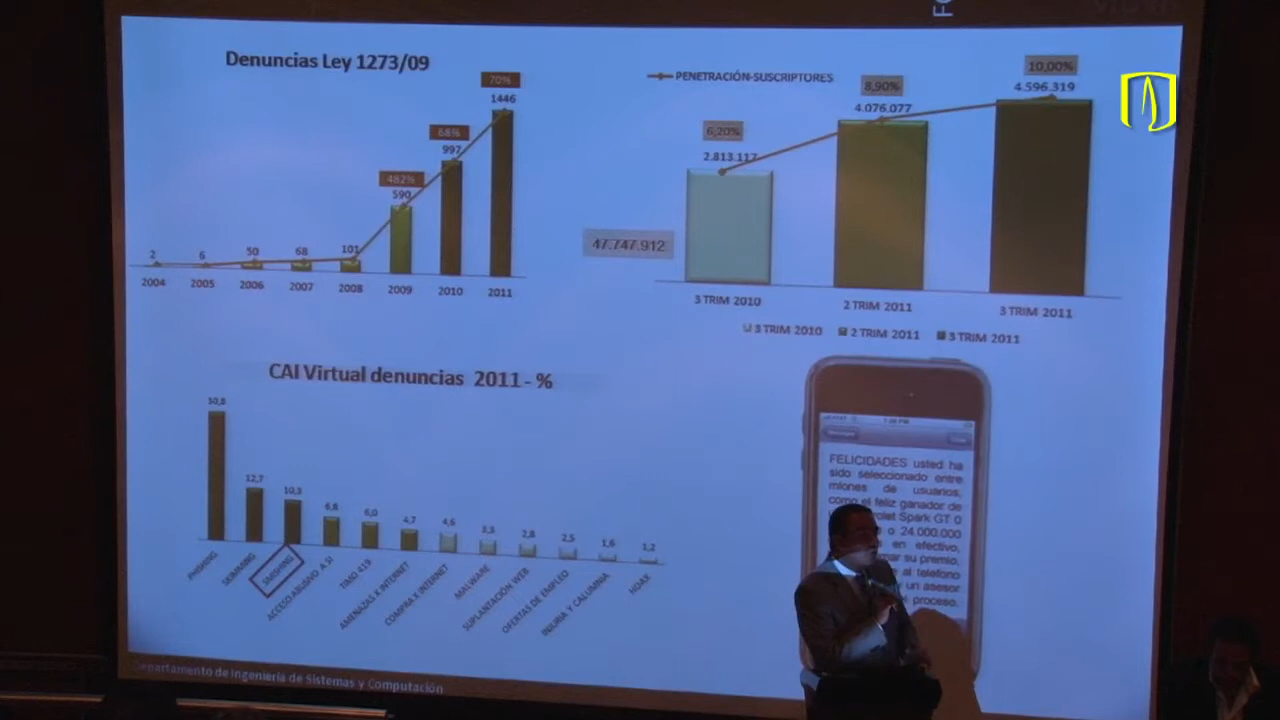 Denuncias Ley 1273/09
70%
1446
68%
997
482%
590
2
6
50
68
101
2004
2005
2006
2007
2008
2009
2010
2011
PENETRACIÓN-SUSCRIPTORES
10,00%
4.596.319
8,90%
4.076.077
6,20%
2.813.117
47.747.912
3 TRIM 2010
2 TRIM 2011
3 TRIM 2011
3 TRIM 2010
2 TRIM 2011
3 TRIM 2011
CAI Virtual denuncias 2011 - %
12,7
10,3
6,8
6,0
4,7
4,6
2,8
2,5
1,6
1,2
PHISHING
SKIMMING
SMISHING
ACCESO ABUSIVO A SI
TIMO 419
AMENAZAS X INTERNET
COMPRA X INTERNET
MALWARE
SUPLANTACIÓN WEB
OFERTAS DE EMPLEO
INJURIA Y CALUMNIA
HOAX
FELICIDADES usted ha
sido seleccionado entre
miones de usuarios,
como el feliz ganador de
Spark GT 0
o 24.000.000
en efectivo,
su premio,
al telefono
y un asesor
proceso.
Departamento de Ingeniería de Sistemas y Computación